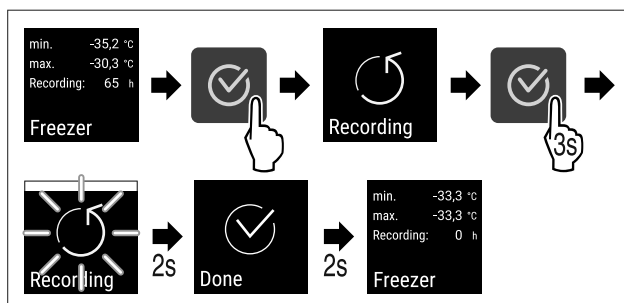 min. -35,2 °C
max. -30,3 °C
Recording: 65 h
Freezer
Recording
3s
Recording
2s
Done
2s
min. -33,3 °C
max. -33,3 °C
Recording: 0 h
Freezer